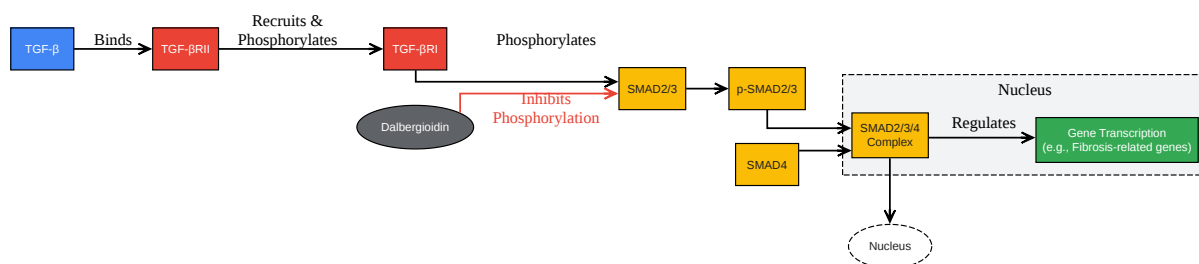 TGF-β
Binds
TGF-βRII
Recruits &
Phosphorylates
TGF-βRI
Phosphorylates
Dalbergioidin
Inhibits
Phosphorylation
SMAD2/3
p-SMAD2/3
SMAD4
Nucleus
SMAD2/3/4
Complex
Regulates
Gene Transcription
(e.g., Fibrosis-related genes)
Nucleus